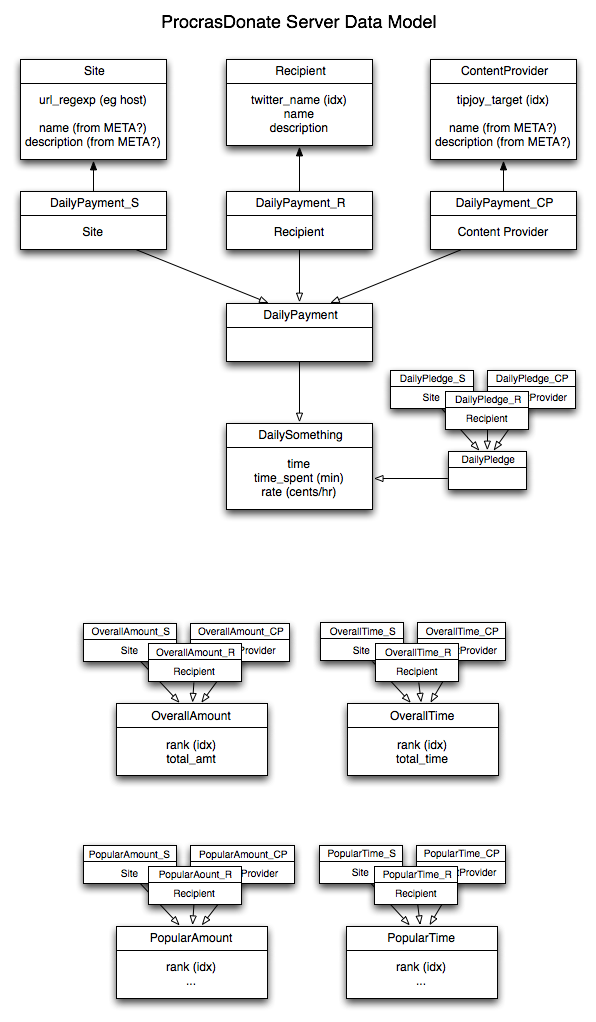 ProcrasDonate Server Data Model
Site
url_regexp (eg host)
name (from META?)
description (from META?)
Recipient
twitter_name (idx)
name
description
ContentProvider
tipjoy_target (idx)
name (from META?)
description (from META?)
DailyPayment_S
Site
DailyPayment_R
Recipient
DailyPayment_CP
Content Provider
DailyPayment
DailySomething
time
time_spent (min)
rate (cents/hr)
DailyPledge_S
Site
DailyPledge_CP
Provider
DailyPledge_R
Recipient
DailyPledge
OverallAmount_S
Site
OverallAmount_CP
Provider
OverallAmount_R
Recipient
OverallAmount
rank (idx)
total_amt
OverallTime_S
Site
OverallTime_CP
tProvider
OverallTime_R
Recipient
OverallTime
rank (idx)
total_time
PopularAmount_S
Site
PopularAmount_CP
Provider
PopularAount_R
Recipient
PopularAmount
rank (idx)
...
PopularTime_S
Site
PopularTime_CP
tProvider
PopularTime_R
Recipient
PopularTime
rank (idx)
...